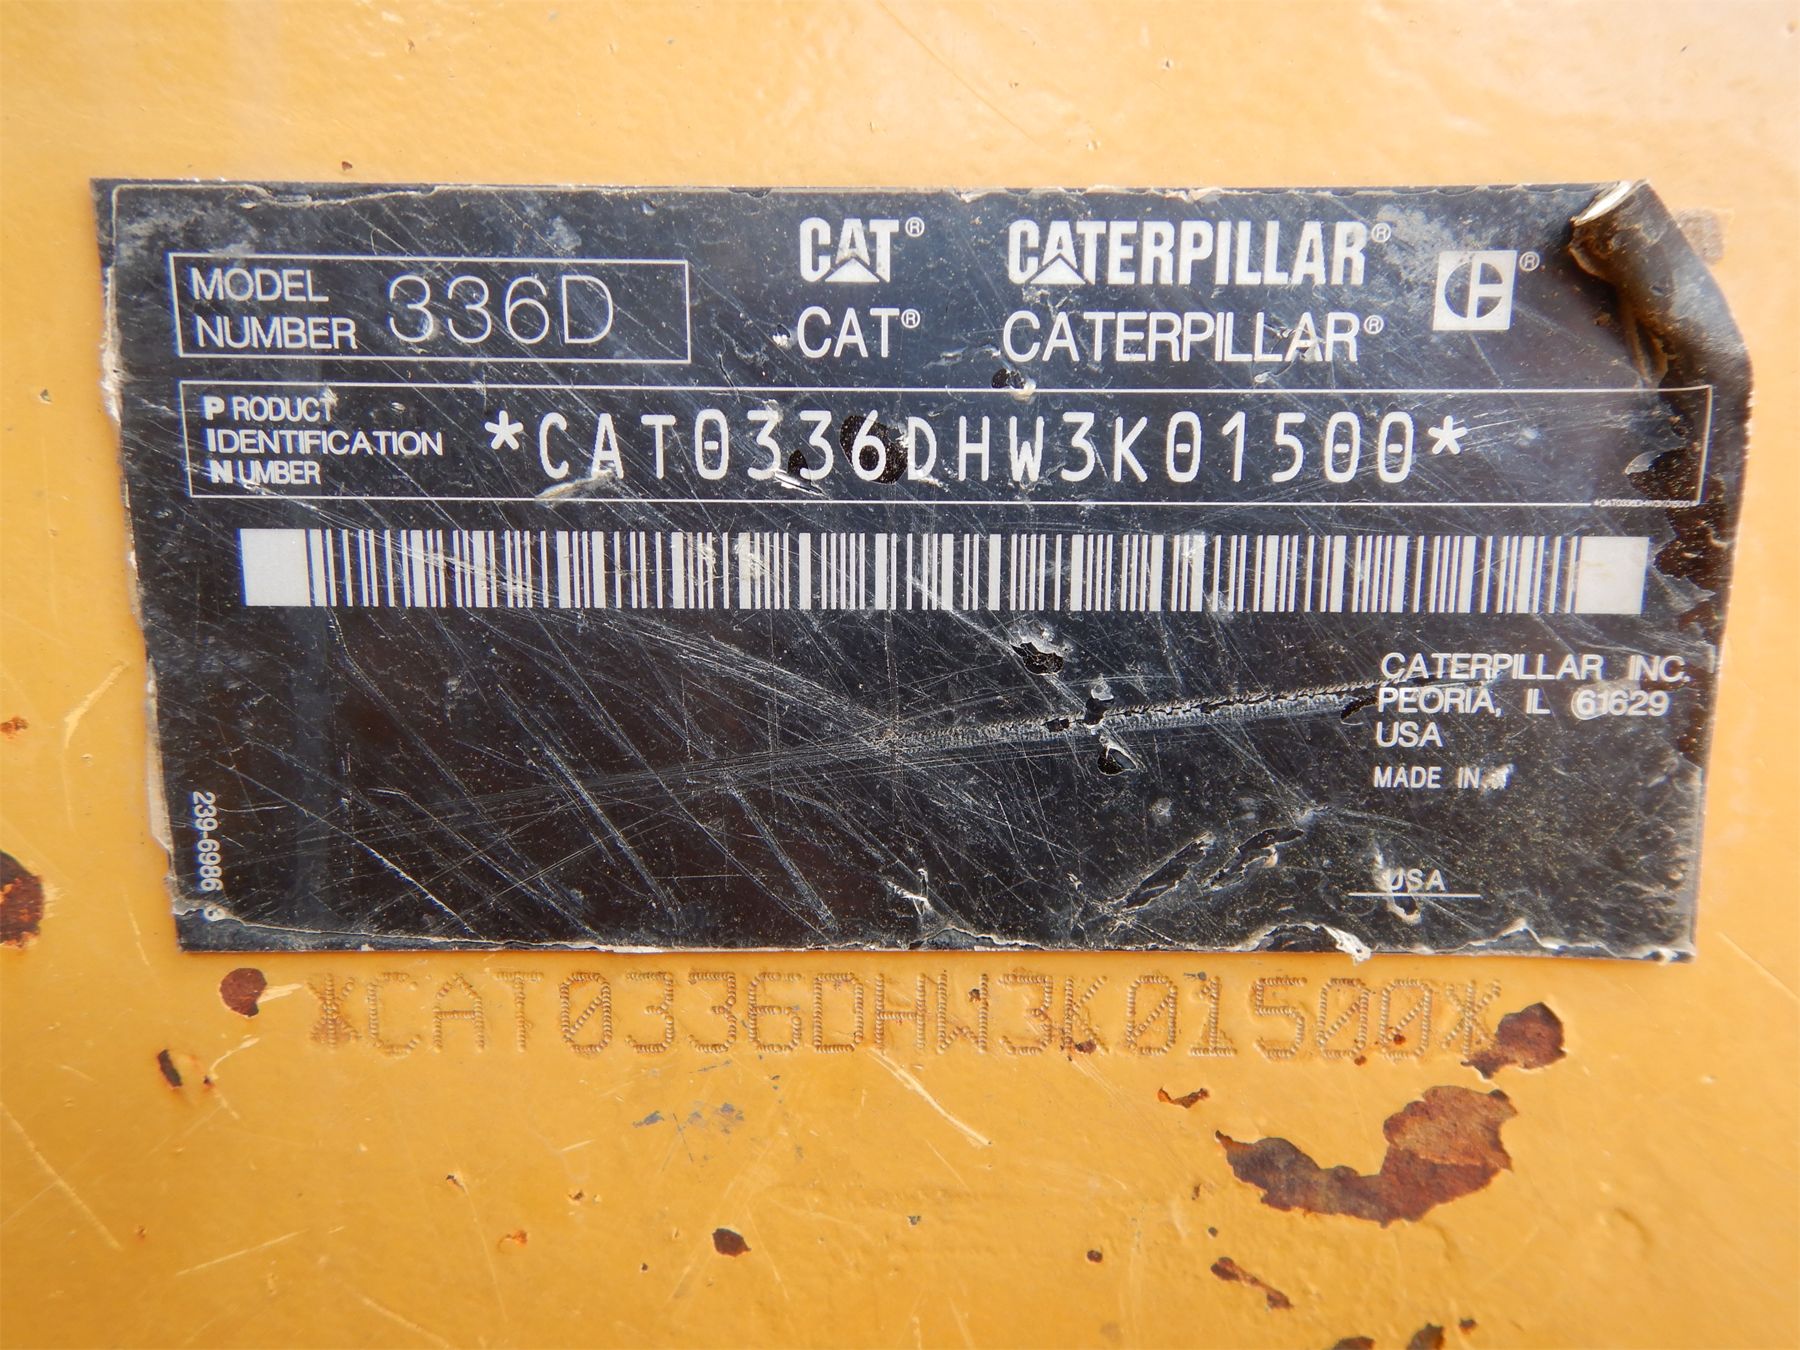 CAT® CATERPILLAR® ®
CAT® CATERPILLAR®
MODEL NUMBER 336D
PRODUCT IDENTIFICATION NUMBER *CAT0336DHW3K01500*
*CAT0336DHW3K01500*
CATERPILLAR INC.
PEORIA, IL 61629
USA
MADE IN
USA
239-6986
*CAT0336DHW3K01500*